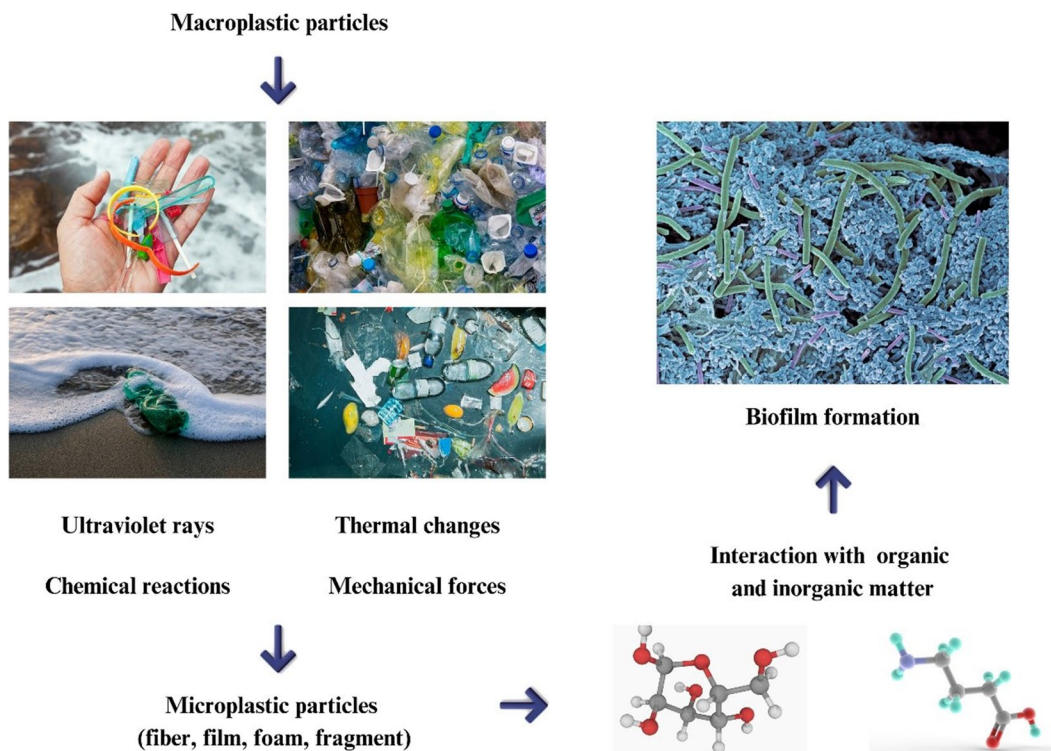 Macroplastic particles
Ultraviolet rays
Thermal changes
Chemical reactions
Mechanical forces
Microplastic particles
(fiber, film, foam, fragment)
Interaction with organic
and inorganic matter
Biofilm formation